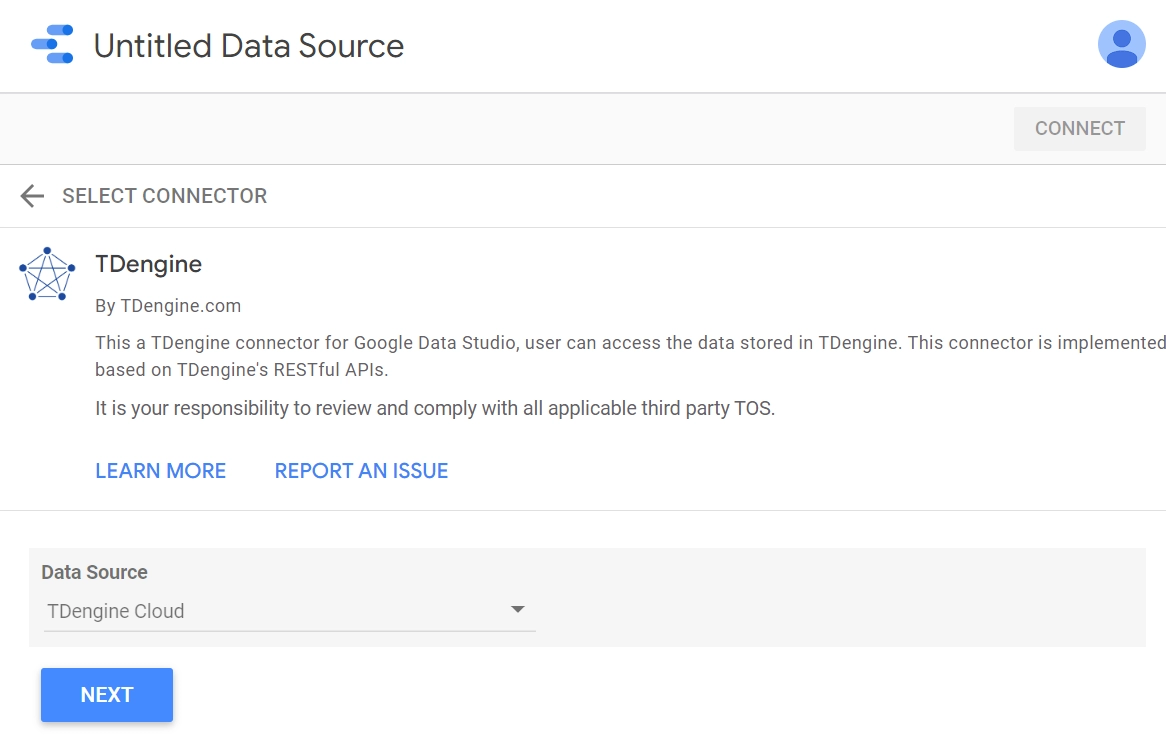 Untitled Data Source
CONNECT
SELECT CONNECTOR
TDengine
By TDengine.com
This a TDengine connector for Google Data Studio, user can access the data stored in TDengine. This connector is implemented
based on TDengine's RESTful APIs.
It is your responsibility to review and comply with all applicable third party TOS.
LEARN MORE REPORT AN ISSUE
Data Source
TDengine Cloud
NEXT